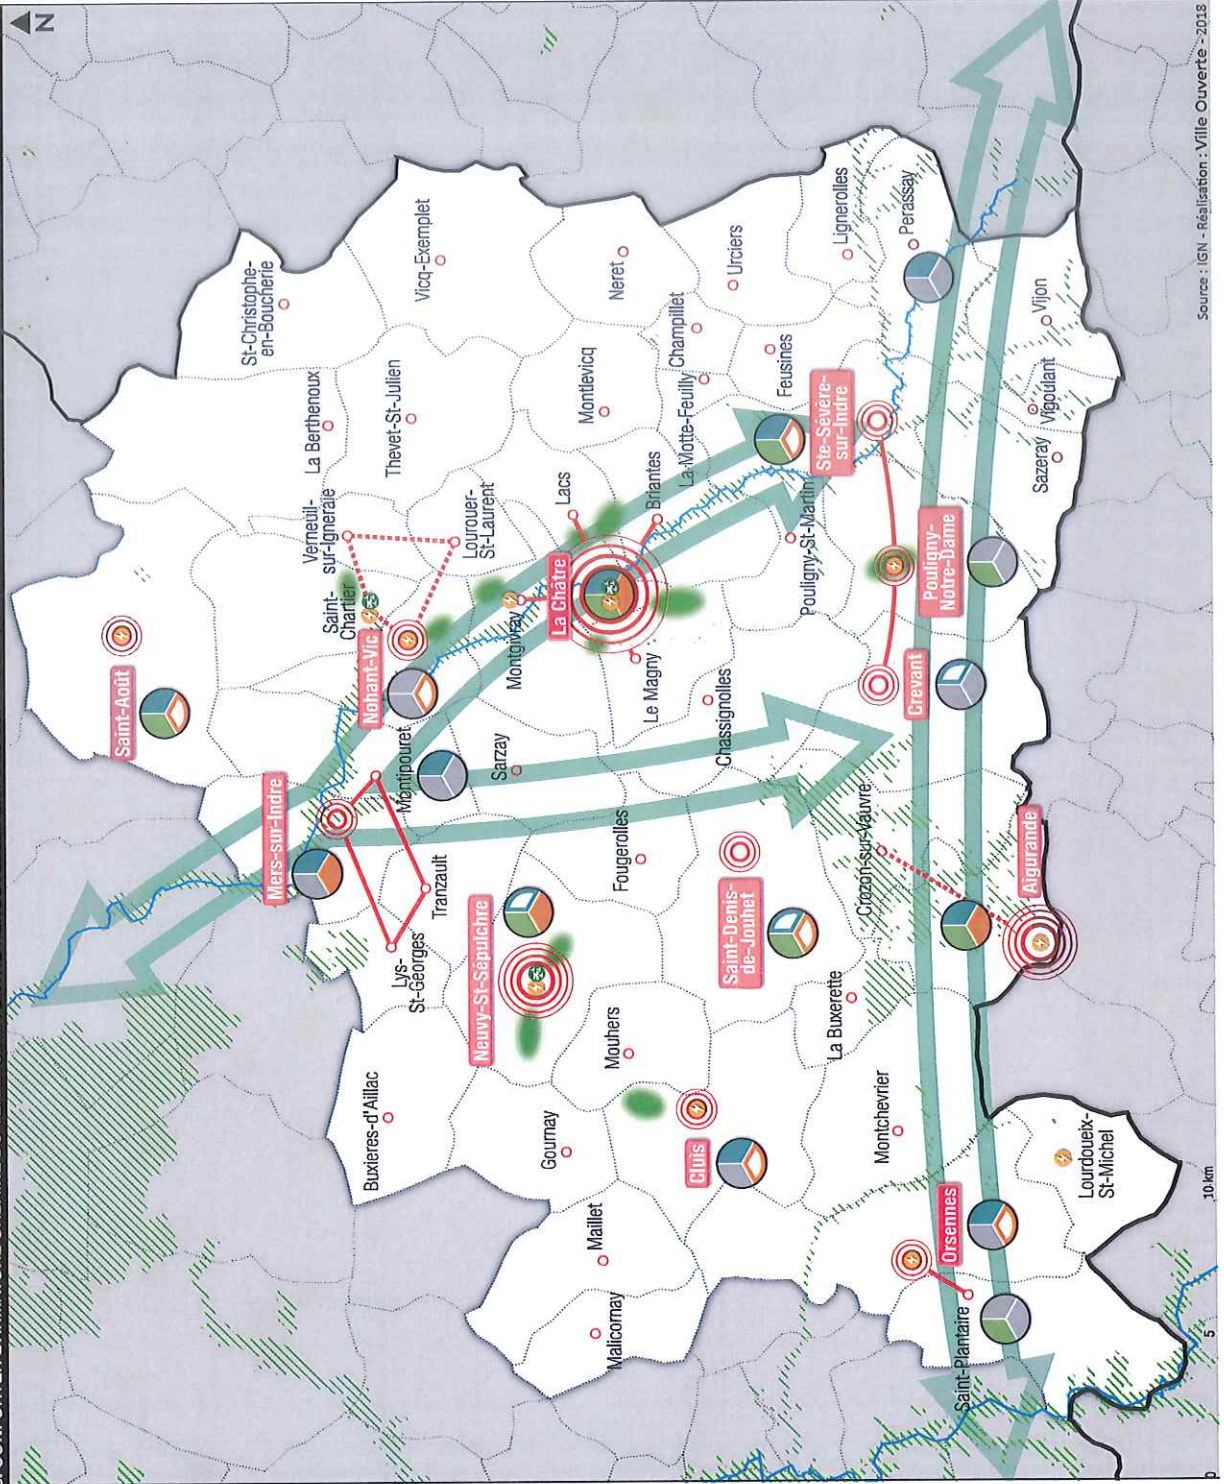 N
Saint-Août
St-Christophe-
en-Boucherie
Mers-sur-Indre
La Berthenoux
Verneuil-
sur-Igneraie
Saint-
Chartier
Buxieres-d'Aillac
Nohant-Vic
Thevet-St-Julien
Lys-
St-Georges
Montipouret
Vicq-Exemplet
Tranzault
Lourouer-
St-Laurent
Neuvy-St-Sépulchre
Sarzay
Montgivray
Gournay
La Châtre
Lacs
Montlevicq
Maillet
Malicornay
Mouhers
Fougerolles
Neret
Le Magny
Briantes
Champillet
La-Motte-Feuilly
Cluis
Saint-Denis-
de-Jouhet
Chassignolles
Urciers
Feusines
Pouligny-St-Martin
Ste-Sévère-
sur-Indre
La Buxerette
Lignerolles
Crozon-sur-Vauvre
Montchevrier
Perassay
Crevant
Pouligny-
Notre-Dame
Orsennes
Saint-Plantaire
Aigurande
Sazeray
Vigoulant
Vijon
Lourdoueix-
St-Michel
5
10 km
Source : IGN - Réalisation : Ville Ouverte - 2018